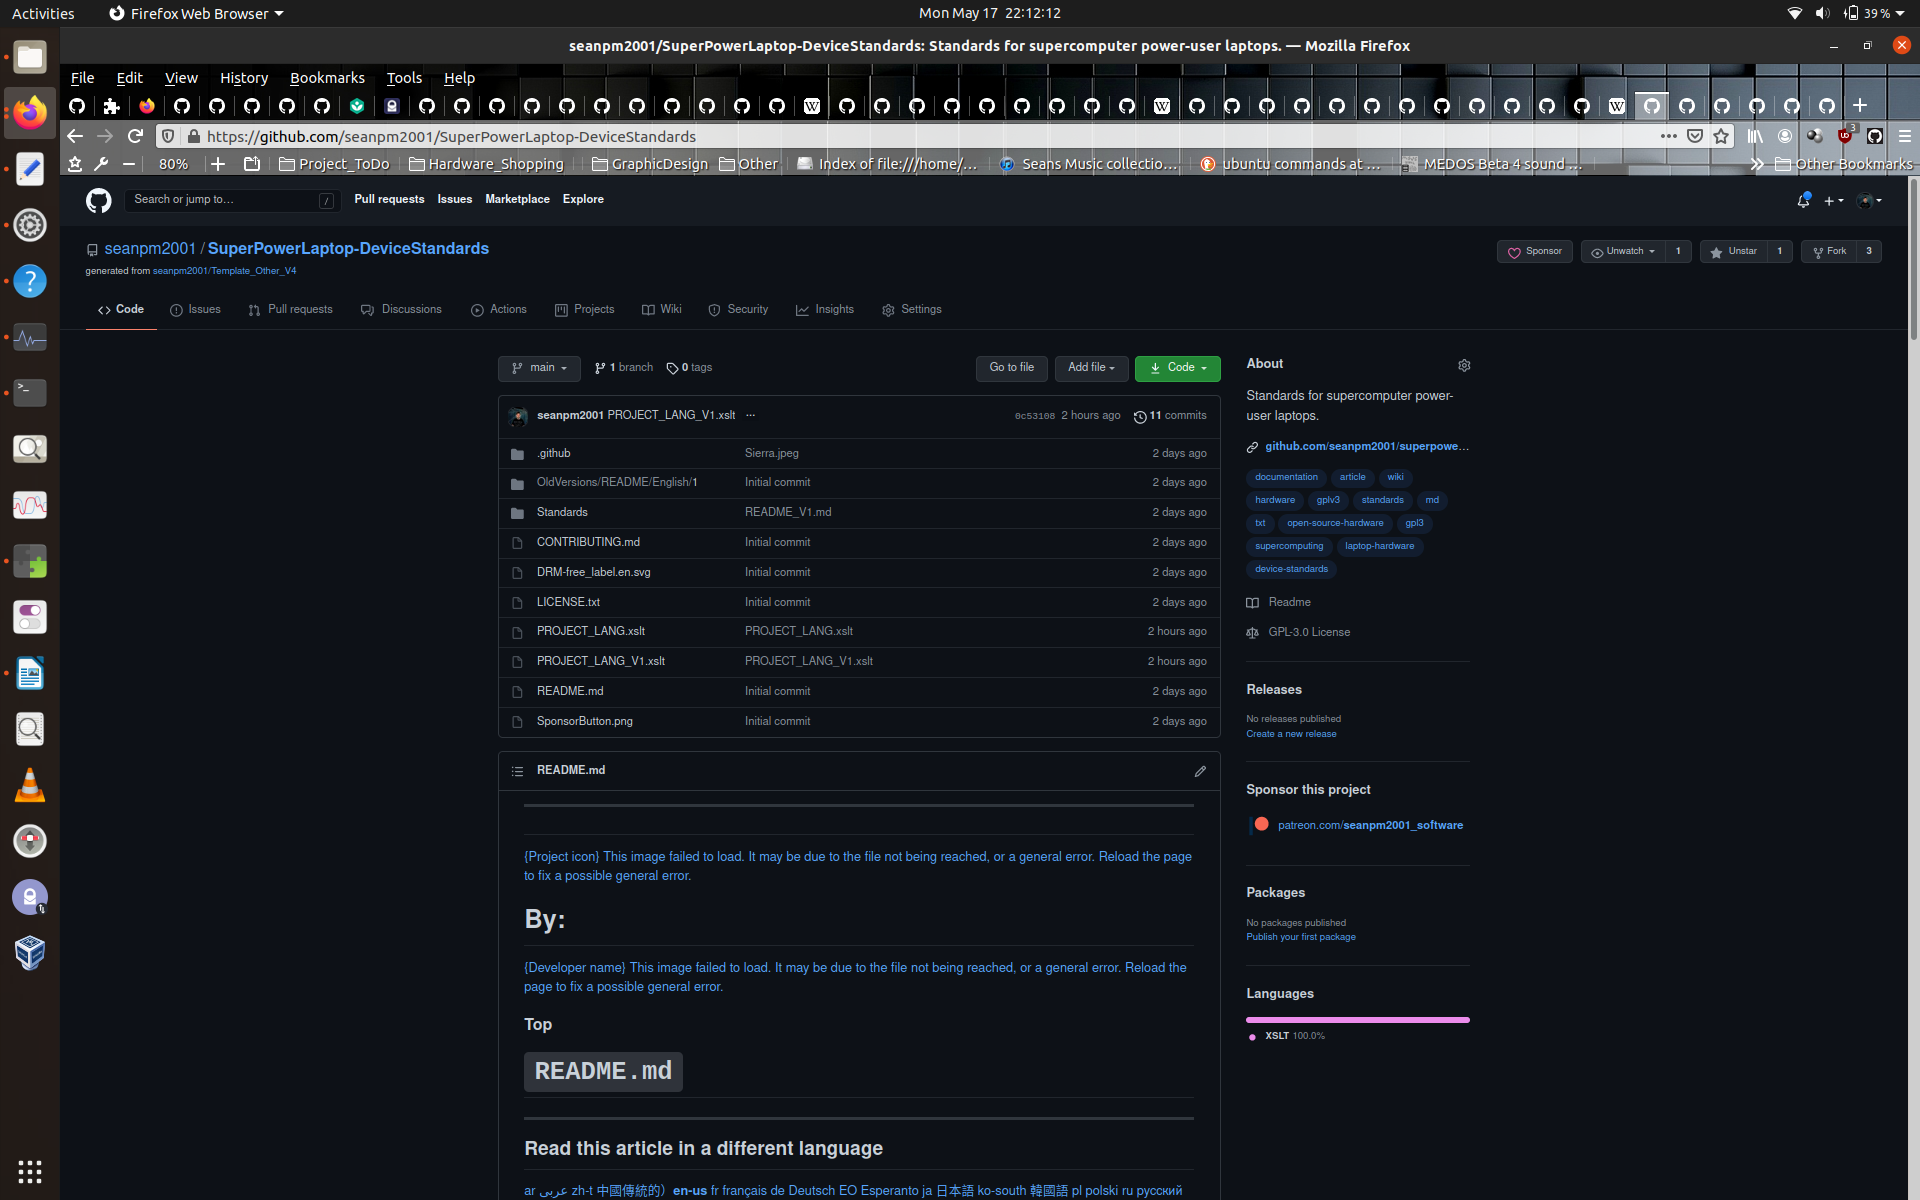 Activities Firefox Web Browser Mon May 17 22:12:12 39 %
seanpm2001/SuperPowerLaptop-DeviceStandards: Standards for supercomputer power-user laptops. — Mozilla Firefox
File Edit View History Bookmarks Tools Help
https://github.com/seanpm2001/SuperPowerLaptop-DeviceStandards 3
80% Project_ToDo Hardware_Shopping GraphicDesign Other Index of file:///home/… Seans Music collectio… ubuntu commands at … MEDOS Beta 4 sound … Other Bookmarks
Search or jump to… / Pull requests Issues Marketplace Explore
seanpm2001 / SuperPowerLaptop-DeviceStandards Sponsor Unwatch 1 Unstar 1 Fork 3
generated from seanpm2001/Template_Other_V4
Code Issues Pull requests Discussions Actions Projects Wiki Security Insights Settings
main 1 branch 0 tags Go to file Add file Code
seanpm2001 PROJECT_LANG_V1.xslt ... 0c53108 2 hours ago 11 commits
.github Sierra.jpeg 2 days ago
OldVersions/README/English/1 Initial commit 2 days ago
Standards README_V1.md 2 days ago
CONTRIBUTING.md Initial commit 2 days ago
DRM-free_label.en.svg Initial commit 2 days ago
LICENSE.txt Initial commit 2 days ago
PROJECT_LANG.xslt PROJECT_LANG.xslt 2 hours ago
PROJECT_LANG_V1.xslt PROJECT_LANG_V1.xslt 2 hours ago
README.md Initial commit 2 days ago
SponsorButton.png Initial commit 2 days ago
README.md
{Project icon} This image failed to load. It may be due to the file not being reached, or a general error. Reload the page
to fix a possible general error.
By:
{Developer name} This image failed to load. It may be due to the file not being reached, or a general error. Reload the
page to fix a possible general error.
Top
README.md
Read this article in a different language
ar عربى zh-t 中國傳統的）en-us fr français de Deutsch EO Esperanto ja 日本語 ko-south 韓國語 pl polski ru русский
About
Standards for supercomputer power-
user laptops.
github.com/seanpm2001/superpowe…
documentation article wiki
hardware gplv3 standards md
txt open-source-hardware gpl3
supercomputing laptop-hardware
device-standards
Readme
GPL-3.0 License
Releases
No releases published
Create a new release
Sponsor this project
patreon.com/seanpm2001_software
Packages
No packages published
Publish your first package
Languages
XSLT 100.0%